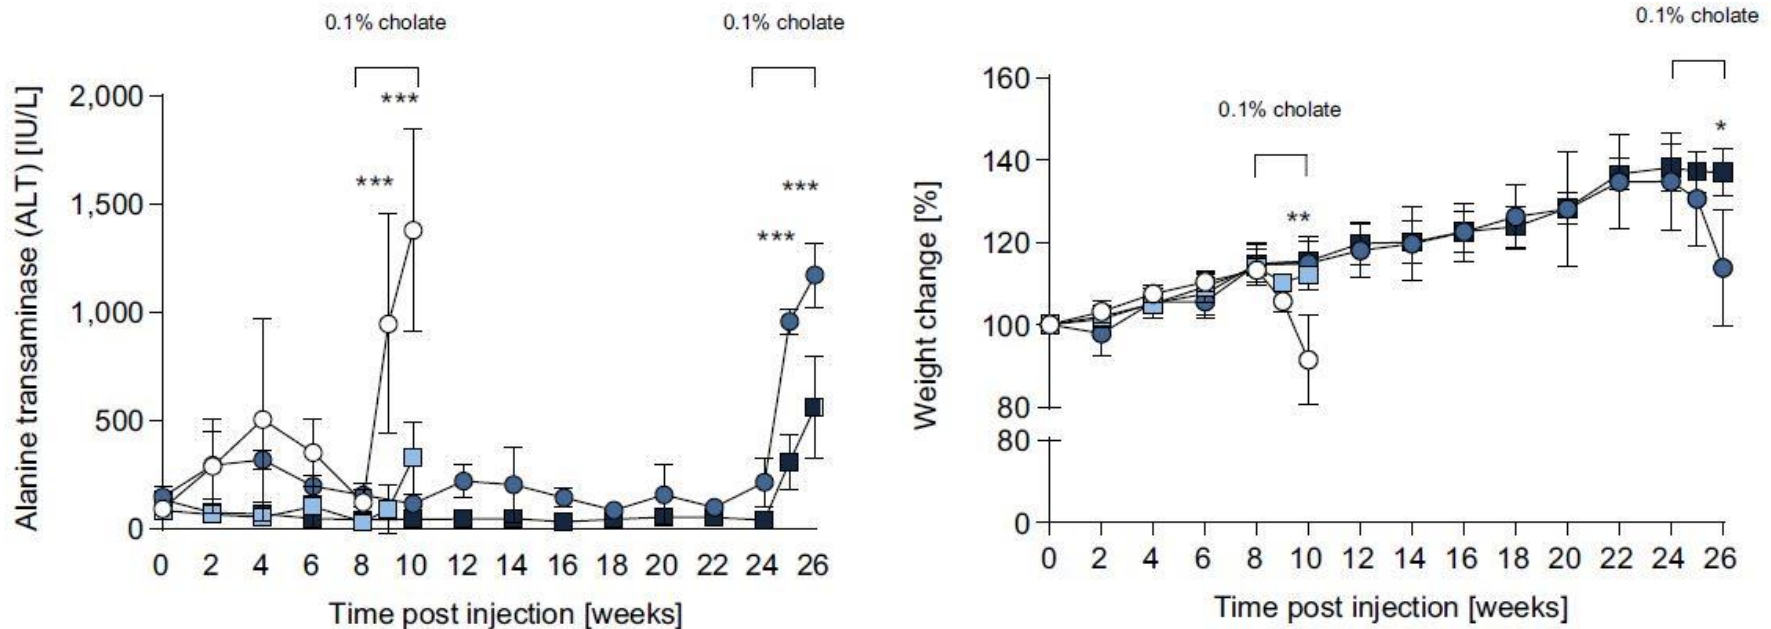 0.1% cholate
0.1% cholate
***
***
***
***
Alanine transaminase (ALT) [IU/L]
2,000
1,500
1,000
500
0
0 2 4 6 8 10 12 14 16 18 20 22 24 26
Time post injection [weeks]
0.1% cholate
0.1% cholate
*
**
Weight change [%]
160
140
120
100
80
80
0
0 2 4 6 8 10 12 14 16 18 20 22 24 26
Time post injection [weeks]